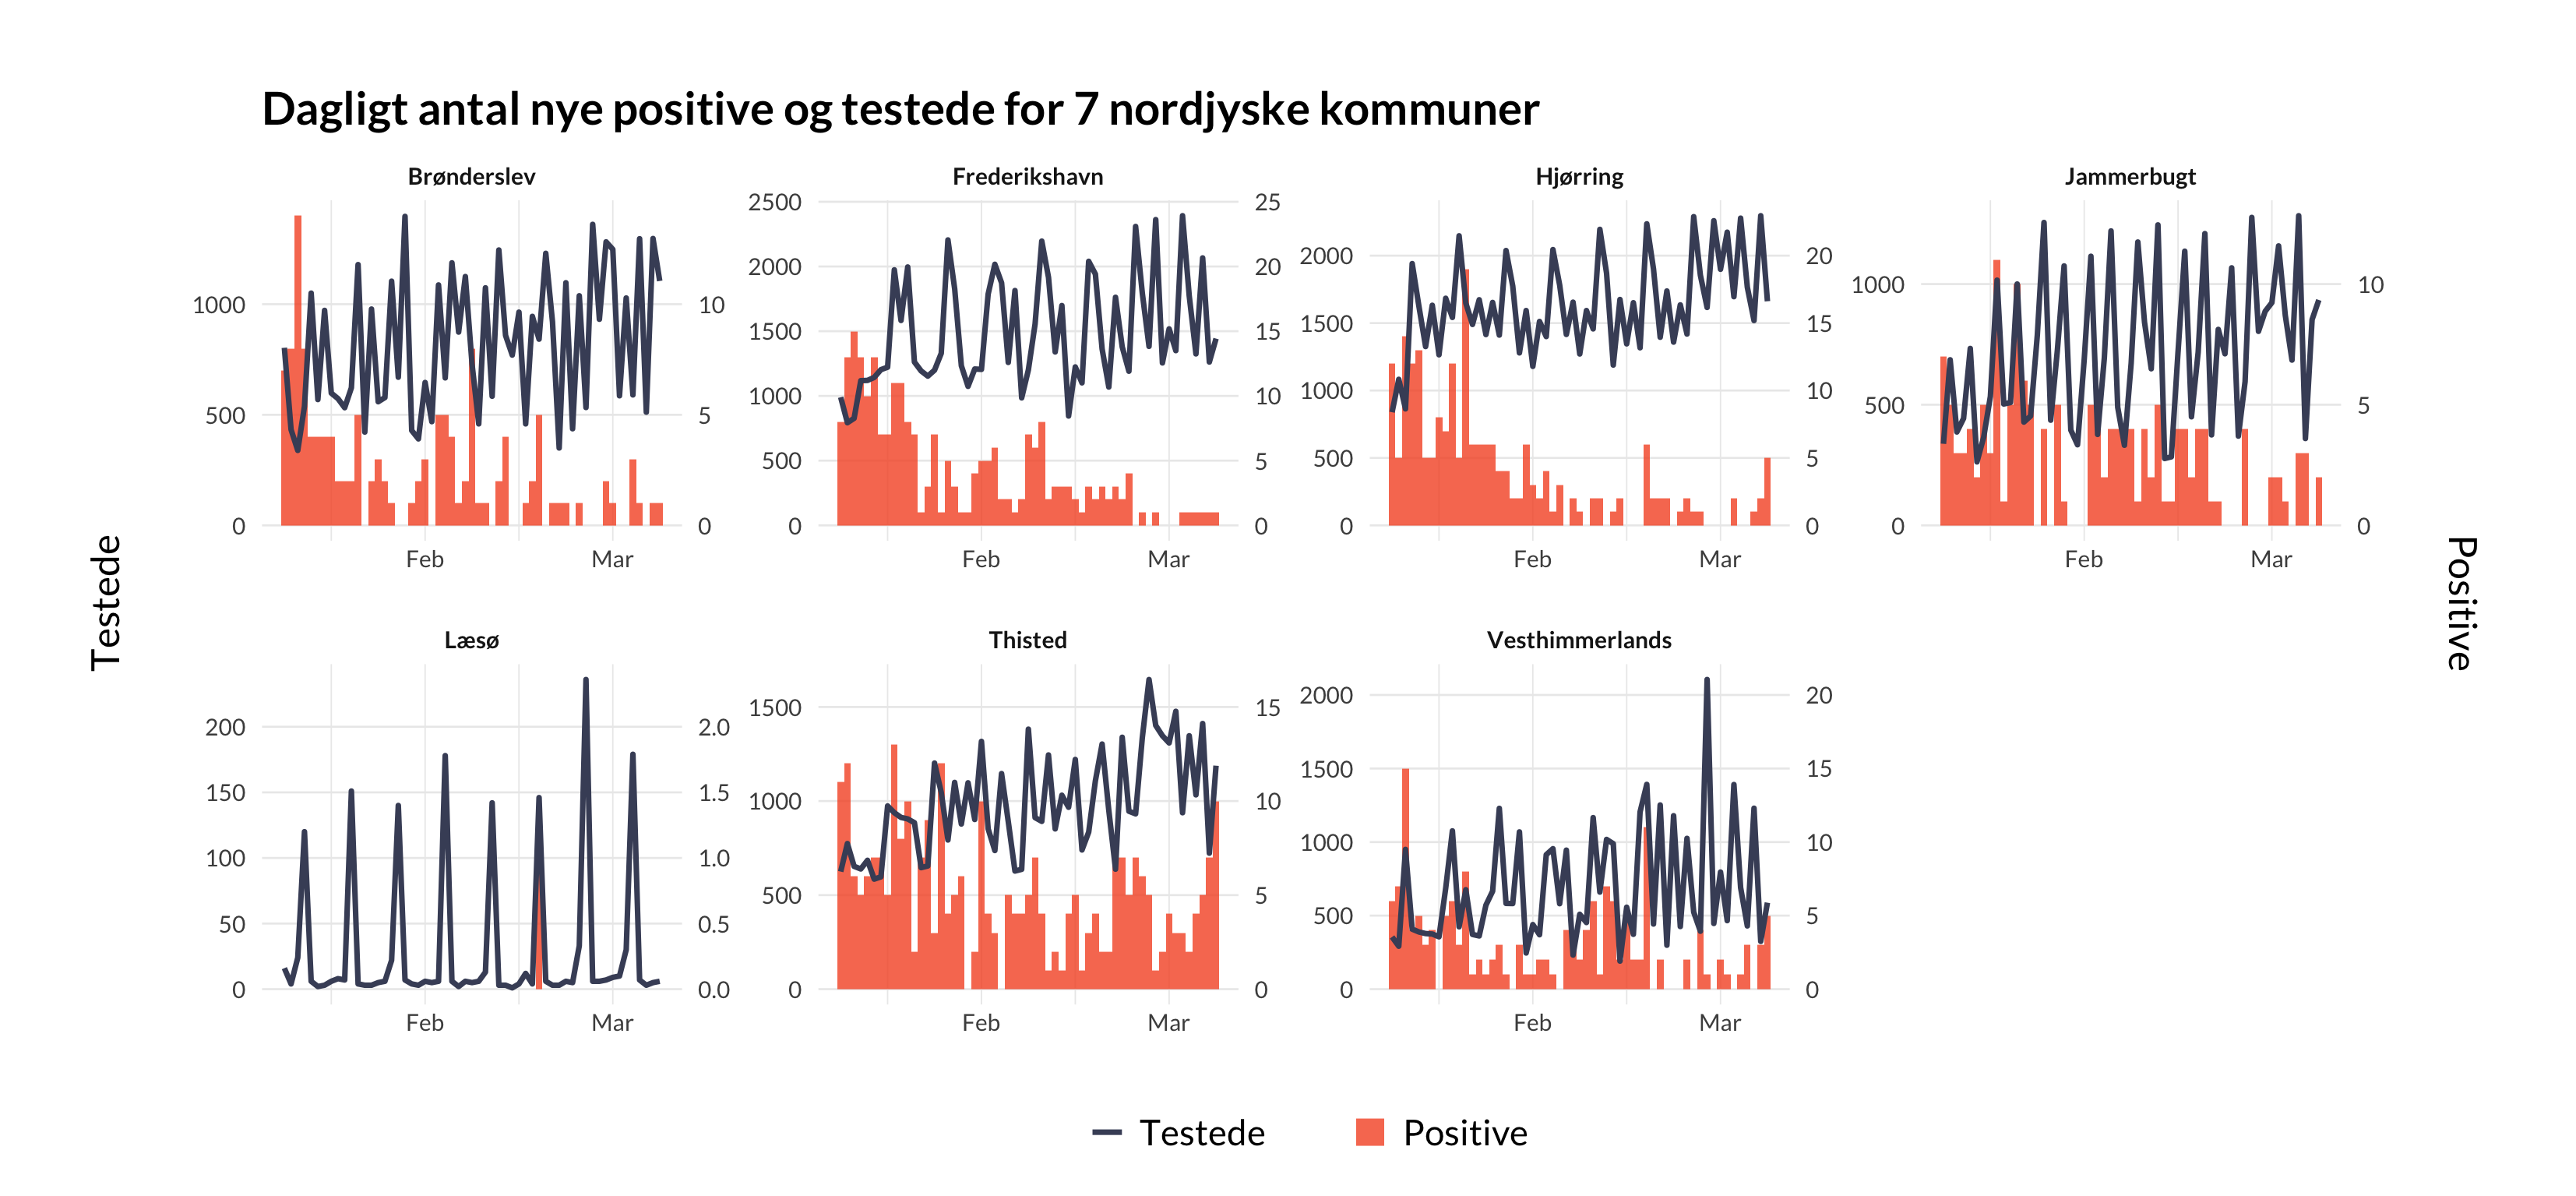 Dagligt antal nye positive og testede for 7 nordjyske kommuner
Brønderslev
Frederikshavn
Hjørring
Jammerbugt
1000
500
0
10
5
0
Feb
Mar
2500
2000
1500
1000
500
0
25
20
15
10
5
0
Feb
Mar
2000
1500
1000
500
0
20
15
10
5
0
Feb
Mar
1000
500
0
10
5
0
Feb
Mar
Testede
Positive
Læsø
Thisted
Vesthimmerlands
200
150
100
50
0
2.0
1.5
1.0
0.5
0.0
Feb
Mar
1500
1000
500
0
15
10
5
0
Feb
Mar
2000
1500
1000
500
0
20
15
10
5
0
Feb
Mar
Testede
Positive